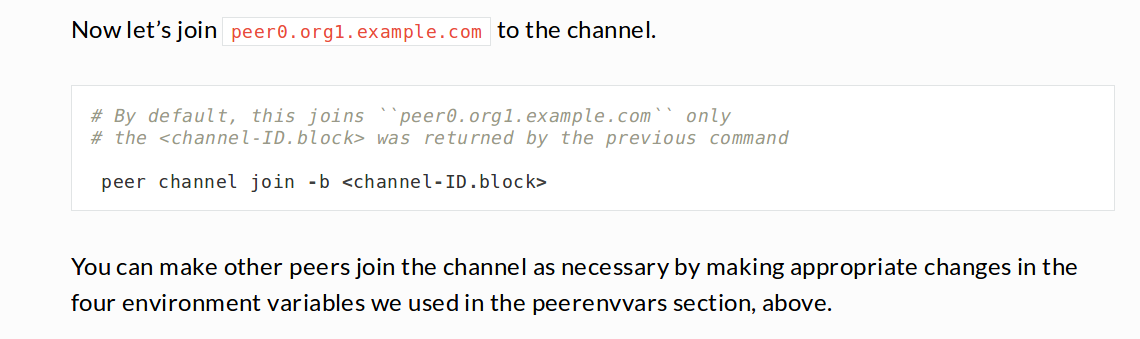 Now let’s join peer0.org1.example.com to the channel.
# By default, this joins ``peer0.org1.example.com`` only
# the <channel-ID.block> was returned by the previous command
peer channel join -b <channel-ID.block>
You can make other peers join the channel as necessary by making appropriate changes in the
four environment variables we used in the peerenvvars section, above.